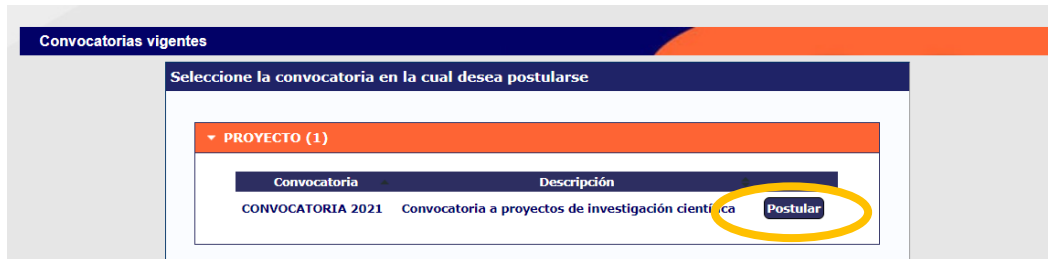 Convocatorias vigentes
Seleccione la convocatoria en la cual desea postularse
PROYECTO (1)
Convocatoria Descripción
CONVOCATORIA 2021 Convocatoria a proyectos de investigación científica Postular